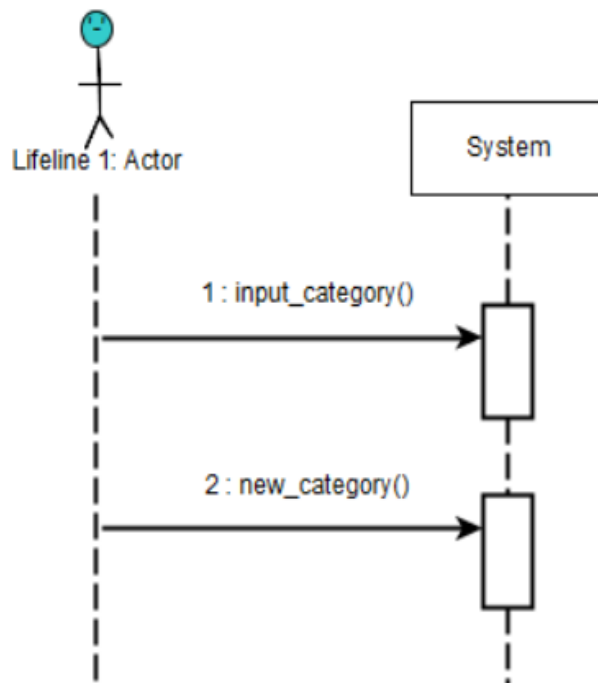 Lifeline 1: Actor
System
1 : input_category()
2 : new_category()